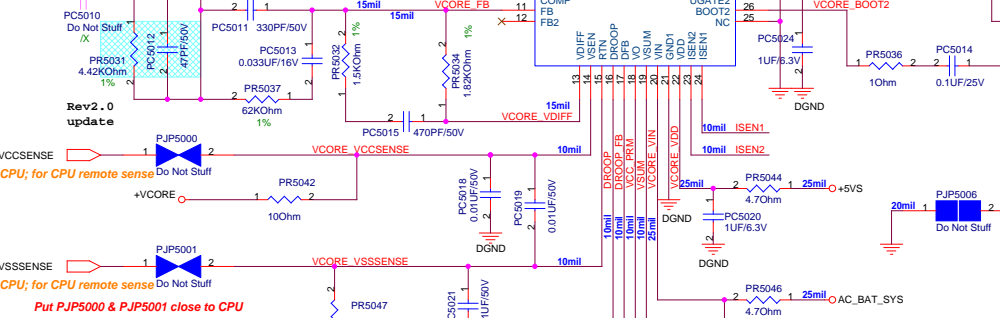 15mil
VCORE_FB
11
12
COMP
FB
FB2
UGATE2
BOOT2
NC
26
25
VCORE_BOOT2
PC5010
Do Not Stuff
/X
PC5011 330PF/50V
15mil
PC5012
47PF/50V
PR5031
4.42KOhm
1%
PC5013
0.033UF/16V
PR5032
1.5KOhm
1%
PR5034
1.82KOhm
1%
VDIFF
VSEN
RTN
DROOP
DFB
VO
VSUM
VIN
GND1
VDD
ISEN2
ISEN1
13
14
15
16
17
18
19
20
21
22
23
24
PC5024
1UF/6.3V
DGND
PR5036
1Ohm
PC5014
0.1UF/25V
Rev2.0
update
PR5037
62KOhm
1%
PC5015 470PF/50V
15mil
VCORE_VDIFF
10mil ISEN1
10mil ISEN2
PJP5000
Do Not Stuff
VCCSENSE
VCORE_VCCSENSE
10mil
CPU; for CPU remote sense
+VCORE
PR5042
10Ohm
PC5018
0.01UF/50V
DGND
PC5019
0.01UF/50V
DROOP
DROOP_FB
VCC_PRM
VSUM
VCORE_VIN
VCORE_VDD
10mil
10mil
10mil
10mil
25mil
DGND
25mil
PR5044
4.7Ohm
25mil
+5VS
PC5020
1UF/6.3V
DGND
20mil
PJP5006
Do Not Stuff
PJP5001
Do Not Stuff
VSSSENSE
VCORE_VSSSENSE
10mil
CPU; for CPU remote sense
Put PJP5000 & PJP5001 close to CPU
PR5047
PR5046
4.7Ohm
25mil
AC_BAT_SYS